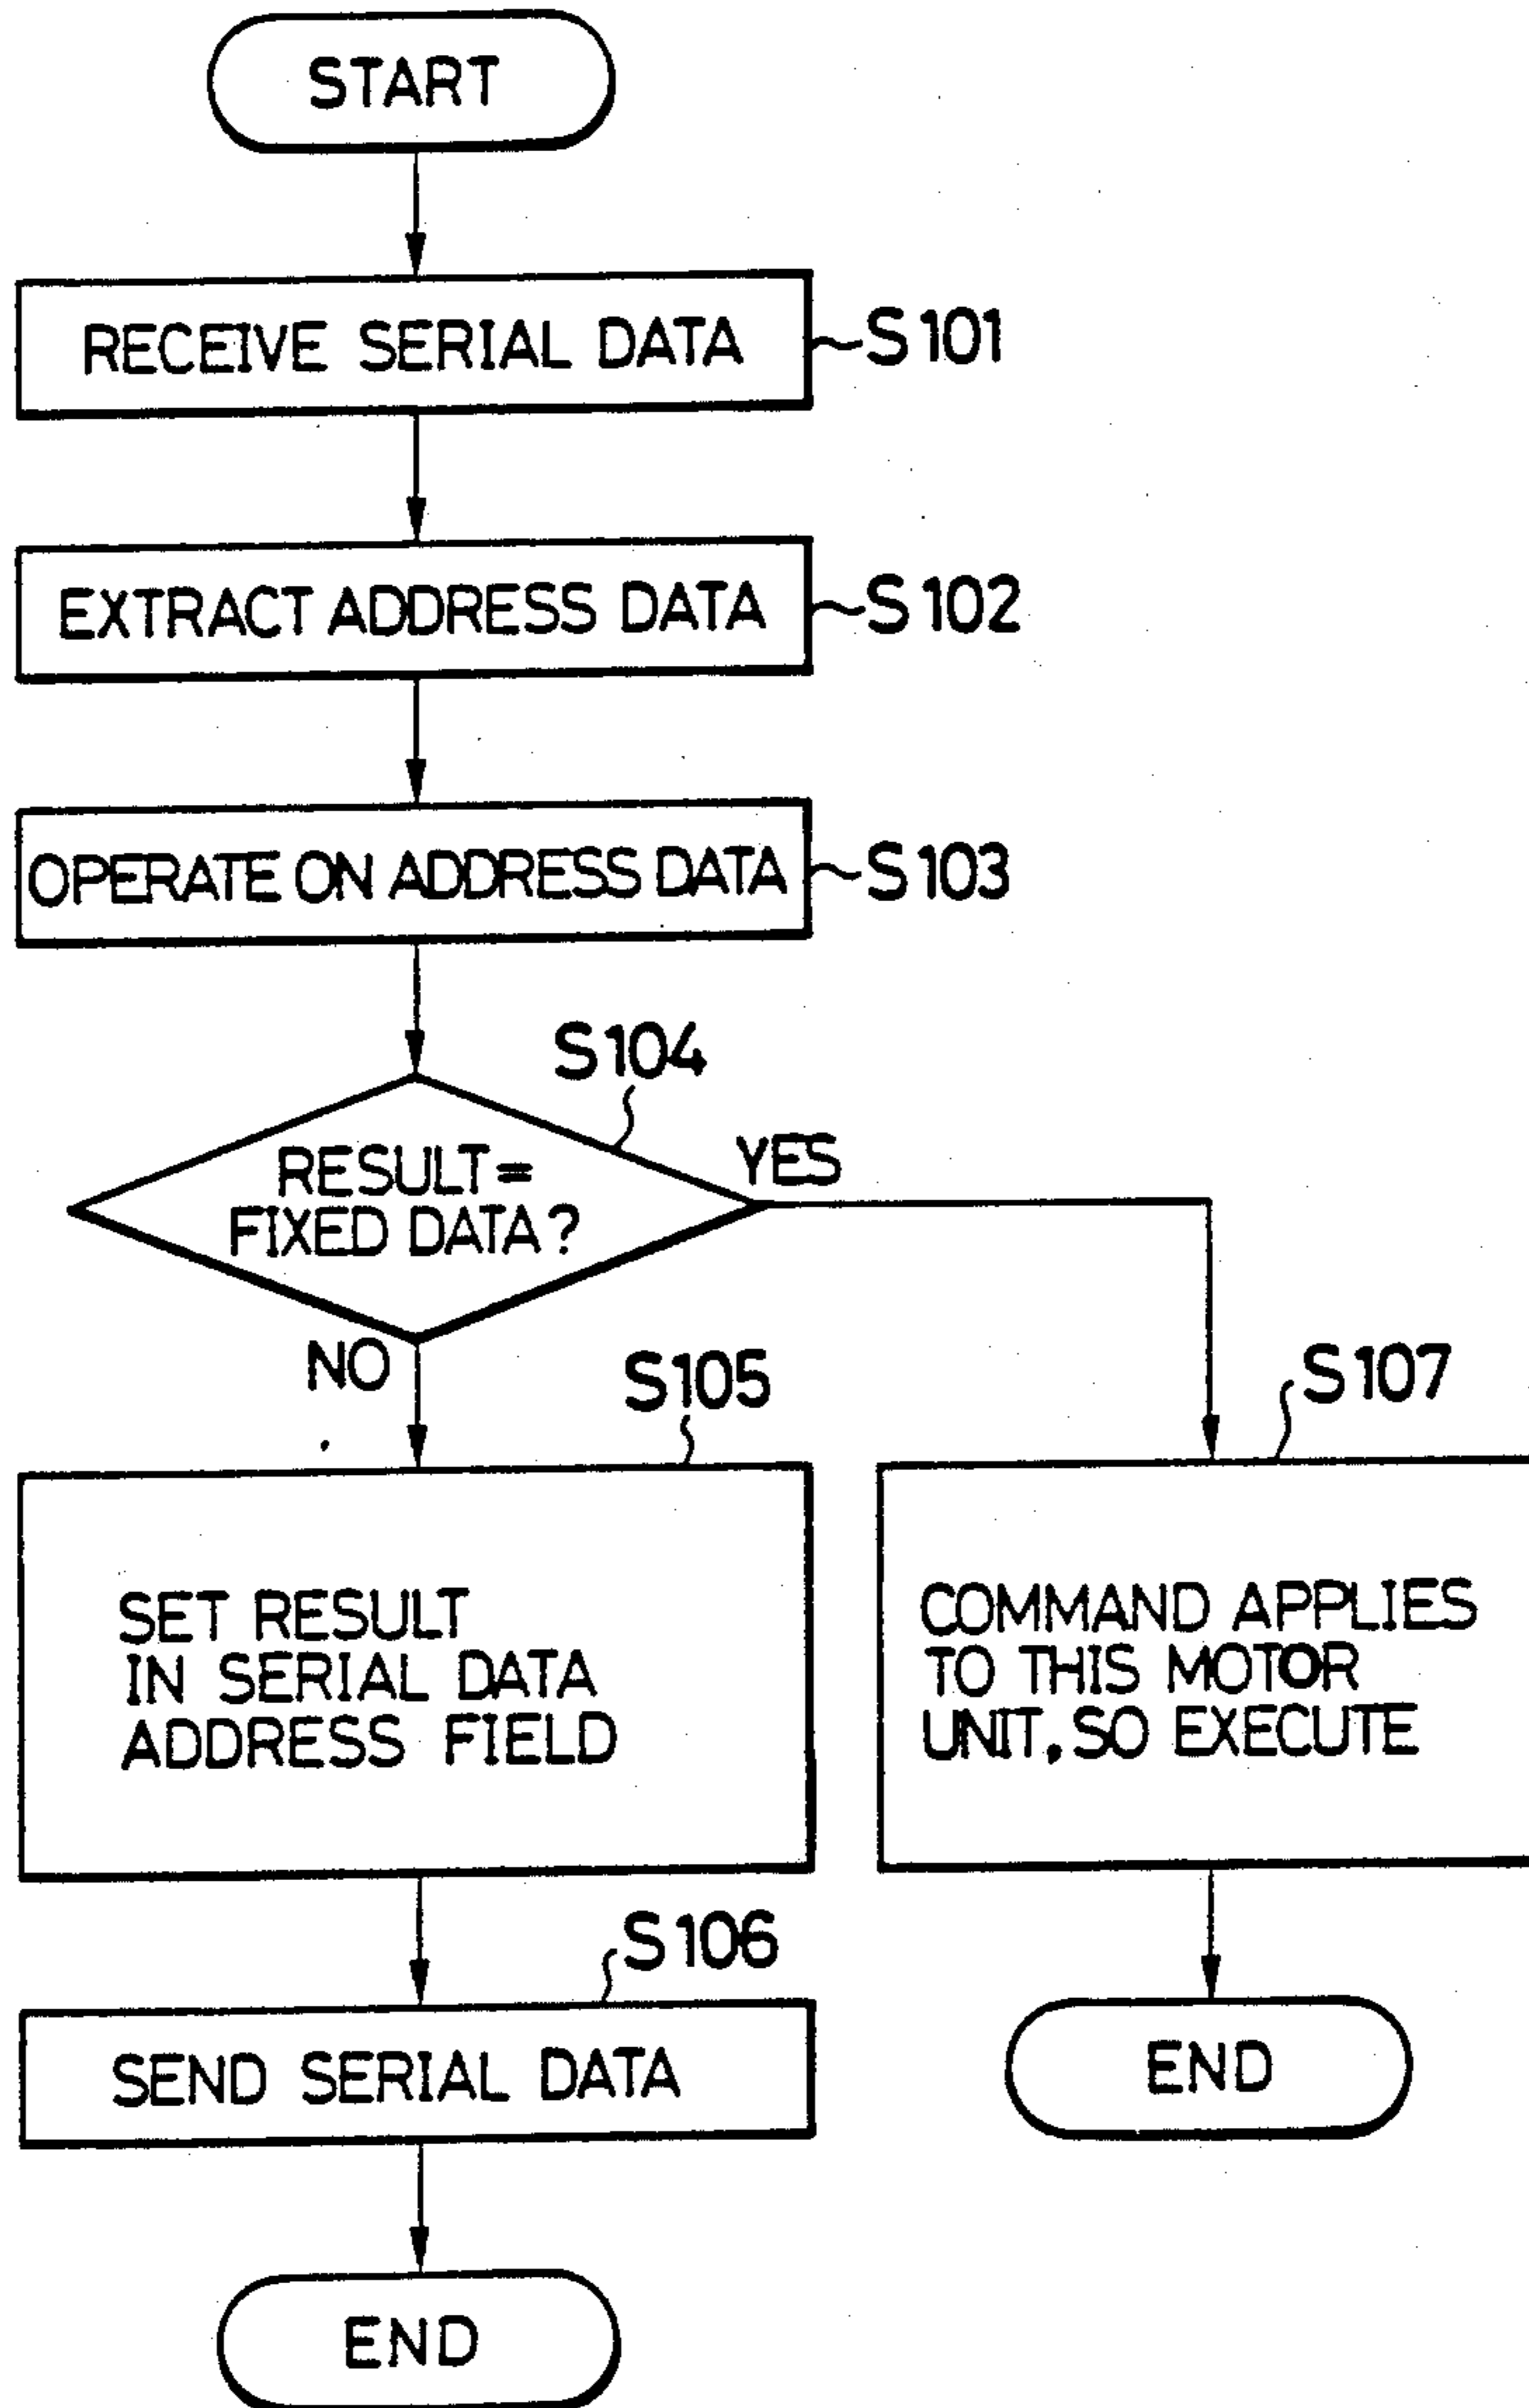 START
RECEIVE SERIAL DATA
S101
EXTRACT ADDRESS DATA
S102
OPERATE ON ADDRESS DATA
S103
S104
RESULT=
FIXED DATA?
YES
NO
S105
S107
SET RESULT
IN SERIAL DATA
ADDRESS FIELD
COMMAND APPLIES
TO THIS MOTOR
UNIT, SO EXECUTE
S106
SEND SERIAL DATA
END
END